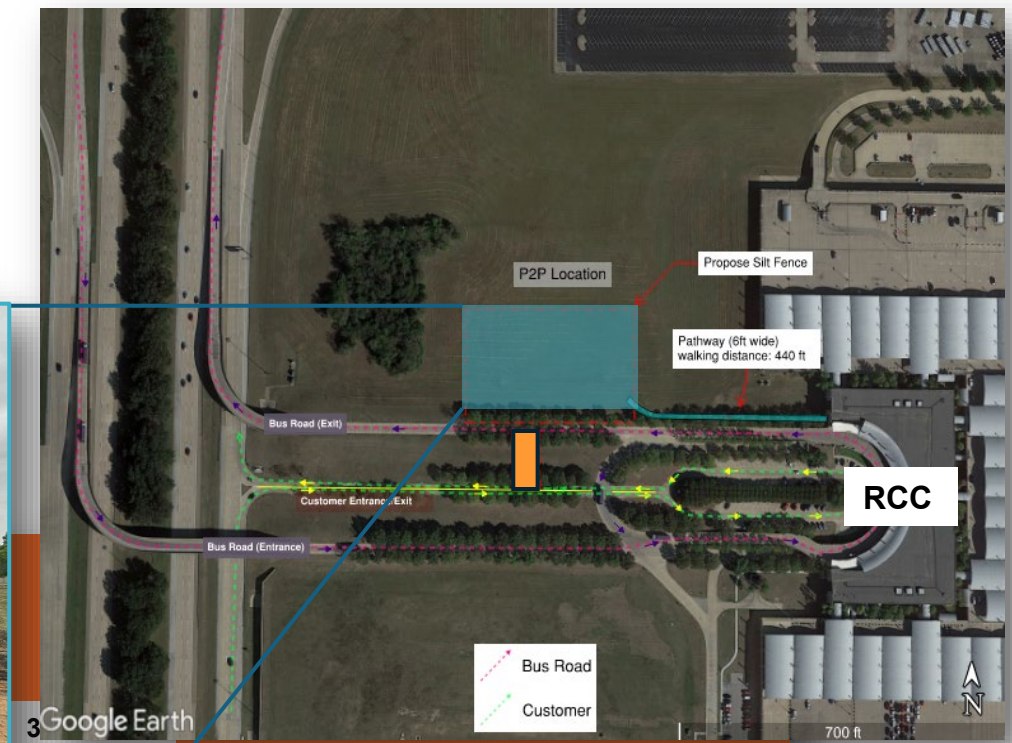 P2P Location
Propose Silt Fence
Pathway (6ft wide)
walking distance: 440 ft
Bus Road (Exit)
Customer Entrance/Exit
RCC
Bus Road (Entrance)
Bus Road
Customer
N
3
Google Earth
700 ft